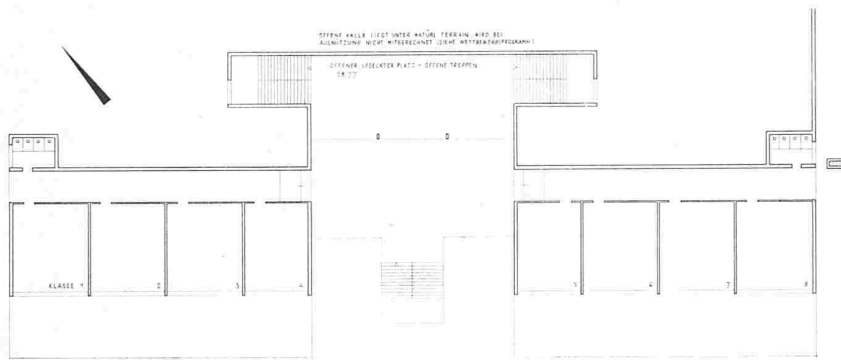 OFFENE HALLE (LIEGT UNTER NATÜRL. TERRAIN, WIRD BEI
AUSNÜTZUNG NICHT MITGERECHNET (SIEHE WETTBEWERBSPROGRAMM)
OFFENER GEDECKTER PLATZ - OFFENE TREPPEN
KLASSE 1
2
3
4
5
6
7
8